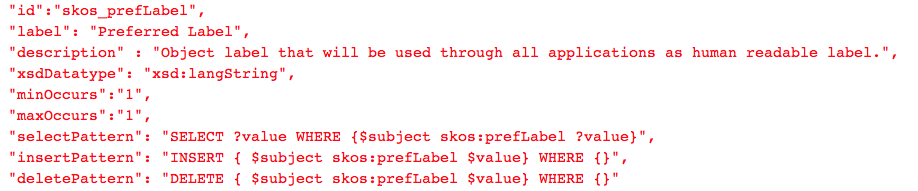 "id":"skos_prefLabel",
"label": "Preferred Label",
"description" : "Object label that will be used through all applications as human readable label.",
"xsdDatatype": "xsd:langString",
"minOccurs":"1",
"maxOccurs":"1",
"selectPattern": "SELECT ?value WHERE {$subject skos:prefLabel ?value}",
"insertPattern": "INSERT { $subject skos:prefLabel $value} WHERE {}",
"deletePattern": "DELETE { $subject skos:prefLabel $value} WHERE {}"